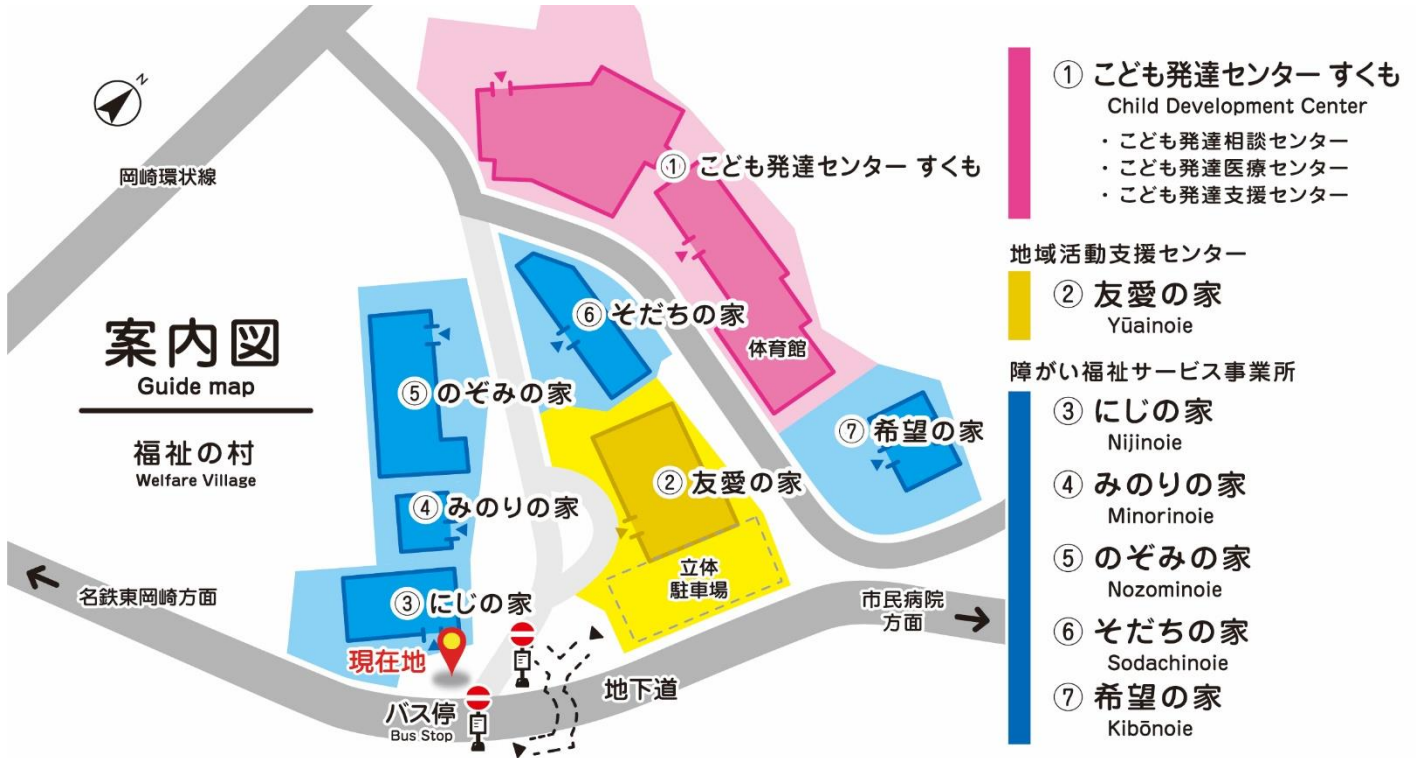 N
岡崎環状線
案内図
Guide map
福祉の村
Welfare Village
① こども発達センター すくも
⑥ そだちの家
体育館
⑤ のぞみの家
⑦ 希望の家
② 友愛の家
④ みのりの家
立体
駐車場
③ にじの家
名鉄東岡崎方面
市民病院
方面
現在地
地下道
バス停
Bus Stop
① こども発達センター すくも
Child Development Center
・こども発達相談センター
・こども発達医療センター
・こども発達支援センター
地域活動支援センター
② 友愛の家
Yūainoie
障がい福祉サービス事業所
③ にじの家
Nijinoie
④ みのりの家
Minorinoie
⑤ のぞみの家
Nozominoie
⑥ そだちの家
Sodachinoie
⑦ 希望の家
Kibōnoie